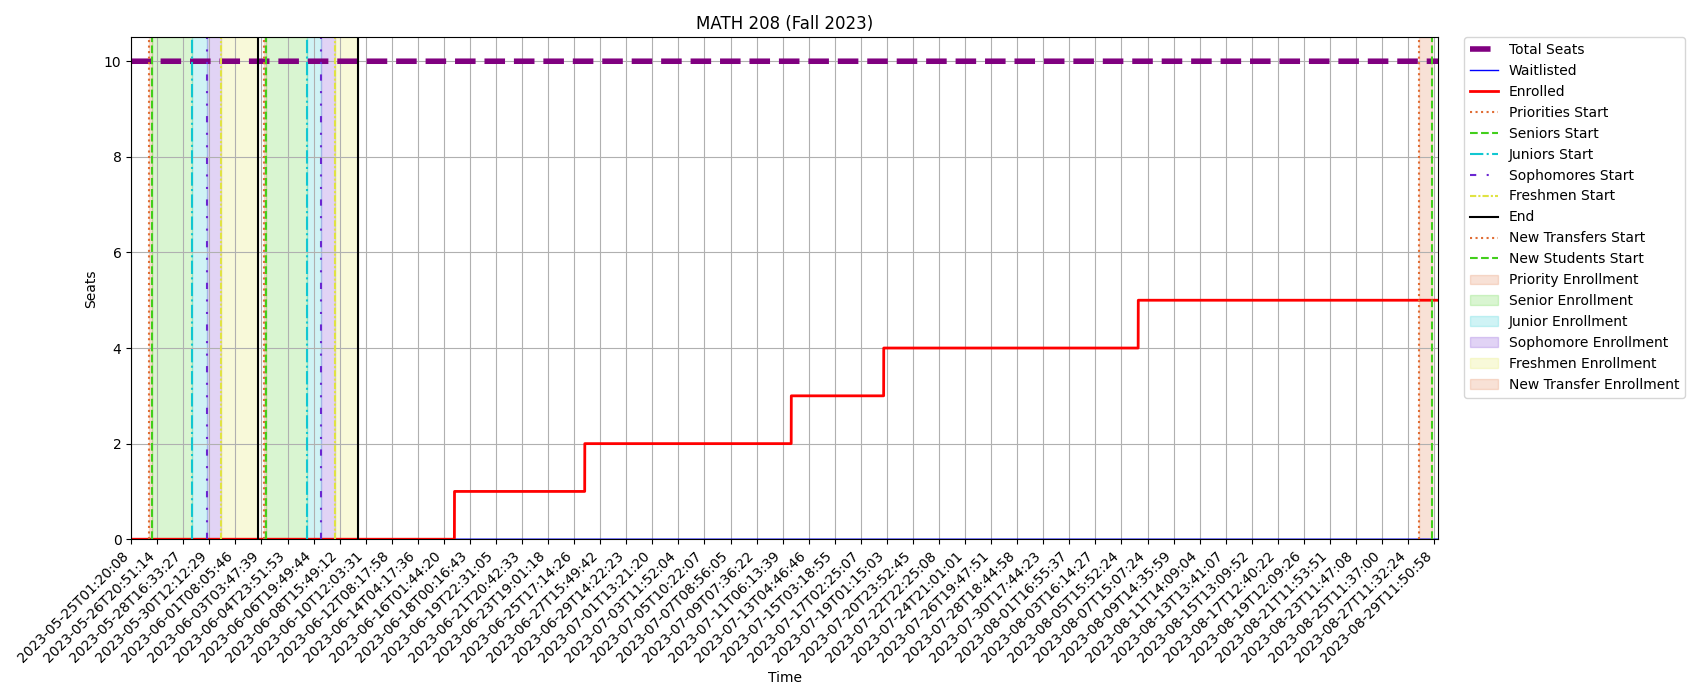 MATH 208 (Fall 2023)
10
8
6
4
2
0
Seats
2023-05-25T01:20:08
2023-05-26T20:51:14
2023-05-28T16:33:27
2023-05-30T12:12:29
2023-06-01T08:05:46
2023-06-03T03:47:39
2023-06-04T23:51:53
2023-06-06T19:49:44
2023-06-08T15:49:12
2023-06-10T12:03:31
2023-06-12T08:17:58
2023-06-14T04:17:36
2023-06-16T01:44:20
2023-06-18T00:16:43
2023-06-19T22:31:05
2023-06-21T20:42:33
2023-06-23T19:01:18
2023-06-25T17:14:26
2023-06-27T15:49:42
2023-06-29T14:22:23
2023-07-01T13:21:20
2023-07-03T11:52:04
2023-07-05T10:22:07
2023-07-07T08:56:05
2023-07-09T07:36:22
2023-07-11T06:13:39
2023-07-13T04:46:46
2023-07-15T03:18:55
2023-07-17T02:25:07
2023-07-19T01:15:03
2023-07-20T23:52:45
2023-07-22T22:25:08
2023-07-24T21:01:01
2023-07-26T19:47:51
2023-07-28T18:44:58
2023-07-30T17:44:23
2023-08-01T16:55:37
2023-08-03T16:14:27
2023-08-05T15:52:24
2023-08-07T15:07:24
2023-08-09T14:35:59
2023-08-11T14:09:04
2023-08-13T13:41:07
2023-08-15T13:09:52
2023-08-17T12:40:22
2023-08-19T12:09:26
2023-08-21T11:53:51
2023-08-23T11:47:08
2023-08-25T11:37:00
2023-08-27T11:32:24
2023-08-29T11:50:58
Time
Total Seats
Waitlisted
Enrolled
Priorities Start
Seniors Start
Juniors Start
Sophomores Start
Freshmen Start
End
New Transfers Start
New Students Start
Priority Enrollment
Senior Enrollment
Junior Enrollment
Sophomore Enrollment
Freshmen Enrollment
New Transfer Enrollment